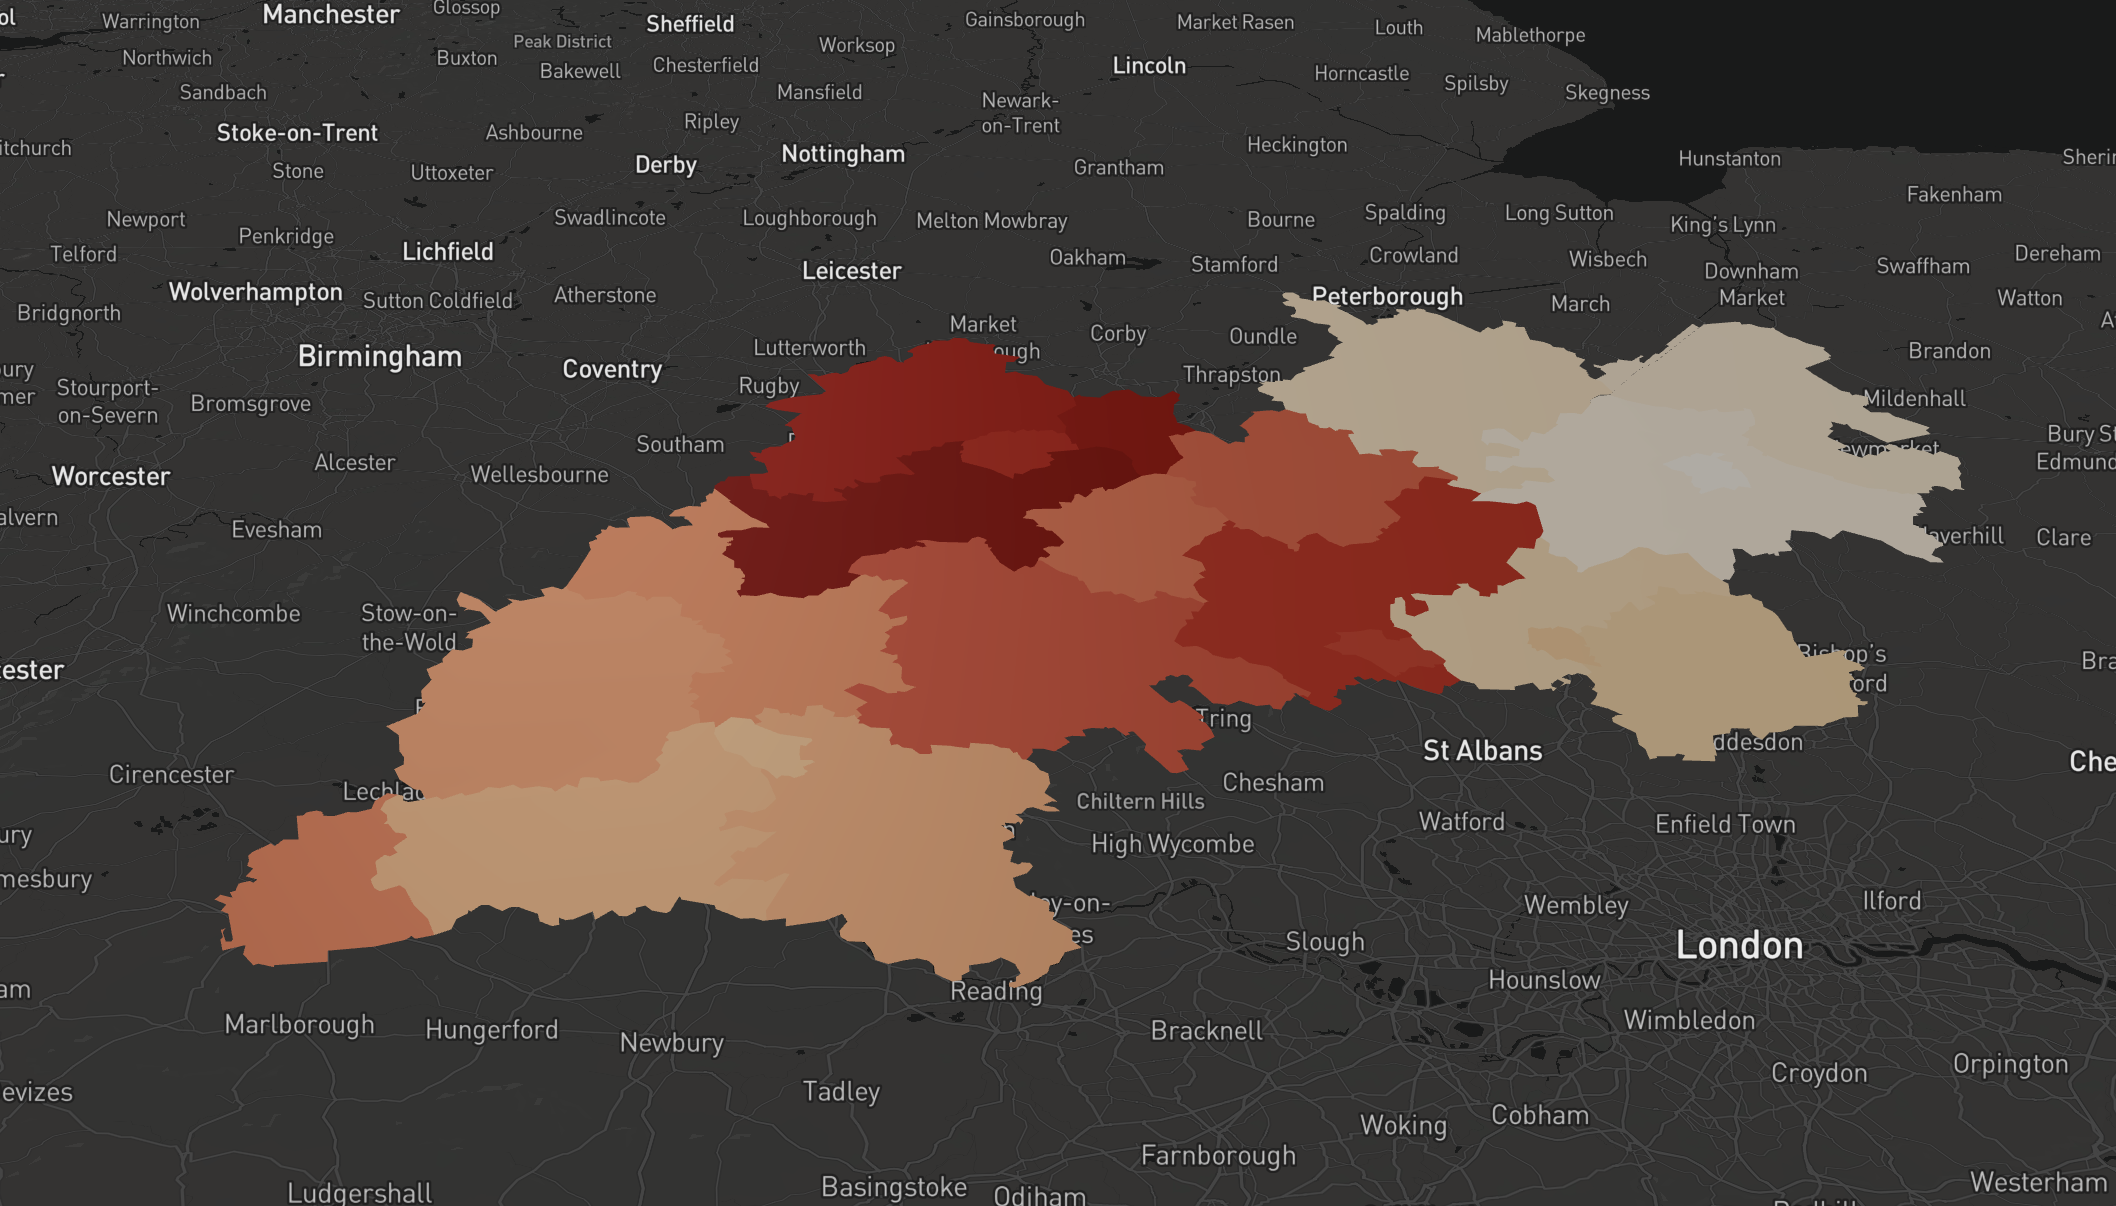 Warrington
Manchester
Glossop
Sheffield
Gainsborough
Market Rasen
Louth
Mablethorpe
Northwich
Buxton
Peak District
Bakewell
Chesterfield
Worksop
Lincoln
Horncastle
Spilsby
Skegness
Sandbach
Mansfield
Newark-
on-Trent
Stoke-on-Trent
Ashbourne
Ripley
Heckington
itchurch
Stone
Uttoxeter
Derby
Nottingham
Grantham
Hunstanton
Sherin
Newport
Penkridge
Swadlincote
Loughborough
Melton Mowbray
Bourne
Spalding
Long Sutton
King's Lynn
Fakenham
Telford
Lichfield
Leicester
Oakham
Stamford
Crowland
Wisbech
Downham
Market
Swaffham
Dereham
Wolverhampton
Sutton Coldfield
Atherstone
Peterborough
March
Watton
Bridgnorth
Market
ough
Corby
Oundle
Brandon
Birmingham
Coventry
Lutterworth
Rugby
Thrapston
Mildenhall
ury
mer
Stourport-
on-Severn
Bromsgrove
Southam
ewmarket
Bury St
Edmund
Worcester
Alcester
Wellesbourne
alvern
Evesham
averhill
Clare
Winchcombe
Stow-on-
the-Wold
Bishop's
ord
Bra
cester
Tring
Cirencester
Lechlad
St Albans
ddesdon
Che
Chesham
Chiltern Hills
ury
High Wycombe
Watford
Enfield Town
mesbury
ey-on-
es
Wembley
Ilford
Slough
London
am
Reading
Hounslow
Marlborough
Hungerford
Newbury
Bracknell
Wimbledon
evizes
Tadley
Croydon
Orpington
Woking
Cobham
Farnborough
Ludgershall
Basingstoke
Odiham
Westerham